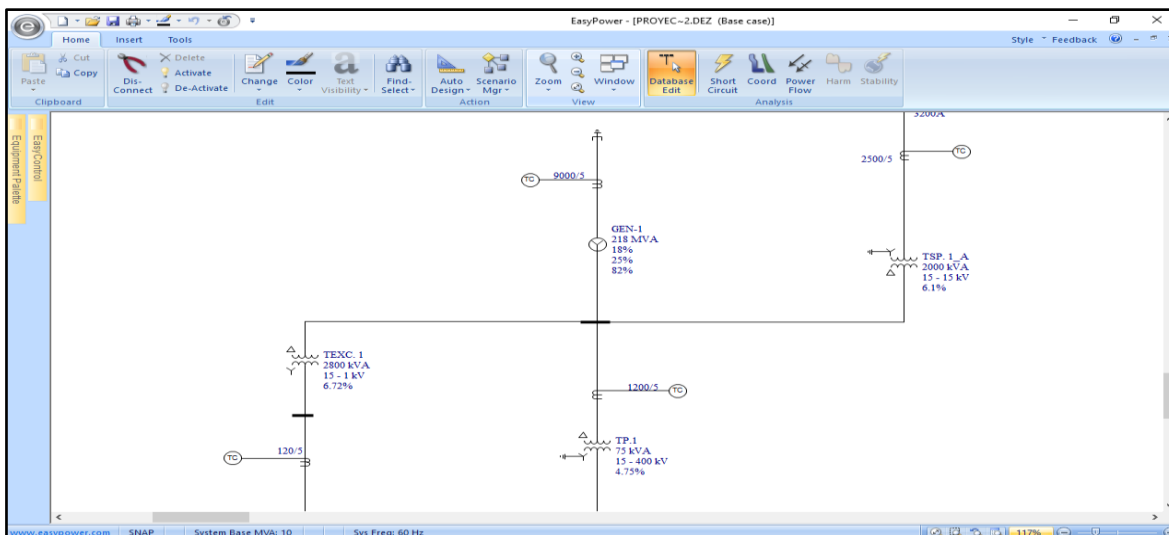 EasyPower - [PROYEC~2.DEZ (Base case)]
Home Insert Tools
Style Feedback
Paste
Cut
Copy
Clipboard
Dis-Connect
Delete
Activate
De-Activate
Change
Color
Text Visibility
Edit
Find-Select
Auto Design
Scenario Mgr
Action
Zoom
Window
View
Database Edit
Short Circuit
Coord
Power Flow
Harm
Stability
Analysis
Equipment Palette
EasyControl
3200A
2500/5
TC
TC
9000/5
GEN-1
218 MVA
18%
25%
82%
TSP. 1_A
2000 kVA
15 - 15 kV
6.1%
TEXC. 1
2800 kVA
15 - 1 kV
6.72%
1200/5
TC
TP.1
75 kVA
15 - 400 kV
4.75%
TC
120/5
www.easypower.com SNAP System Base MVA: 10 Sys Freq: 60 Hz 117%